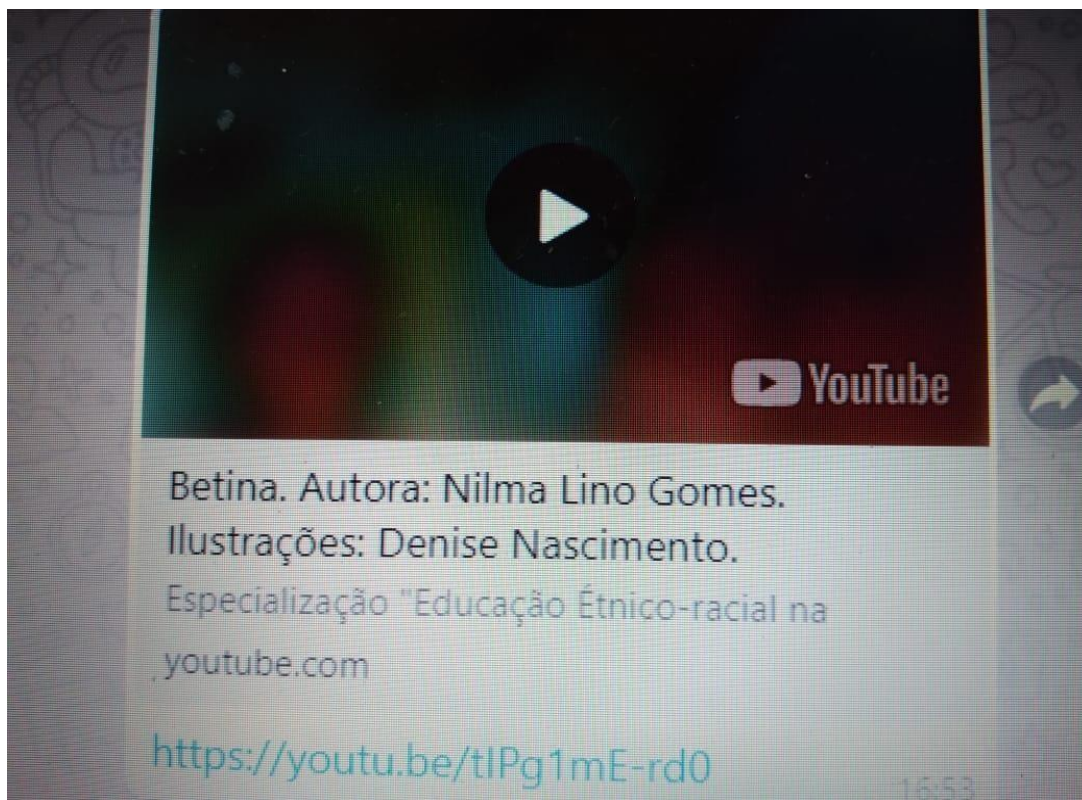 YouTube
Betina. Autora: Nilma Lino Gomes.
Ilustrações: Denise Nascimento.
Especialização "Educação Étnico-racial na
youtube.com
https://youtu.be/tIPg1mE-rd0
16:53